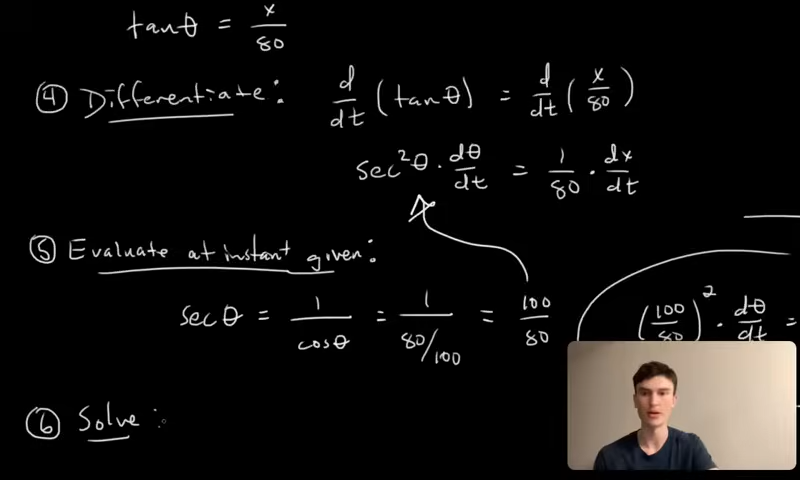 tanθ = x/80
④ Differentiate: d/dt (tanθ) = d/dt (x/80)
sec²θ · dθ/dt = 1/80 · dx/dt
⑤ Evaluate at instant given:
secθ = 1/cosθ = 1/(80/100) = 100/80
(100/80)² · dθ/dt =
⑥ Solve: